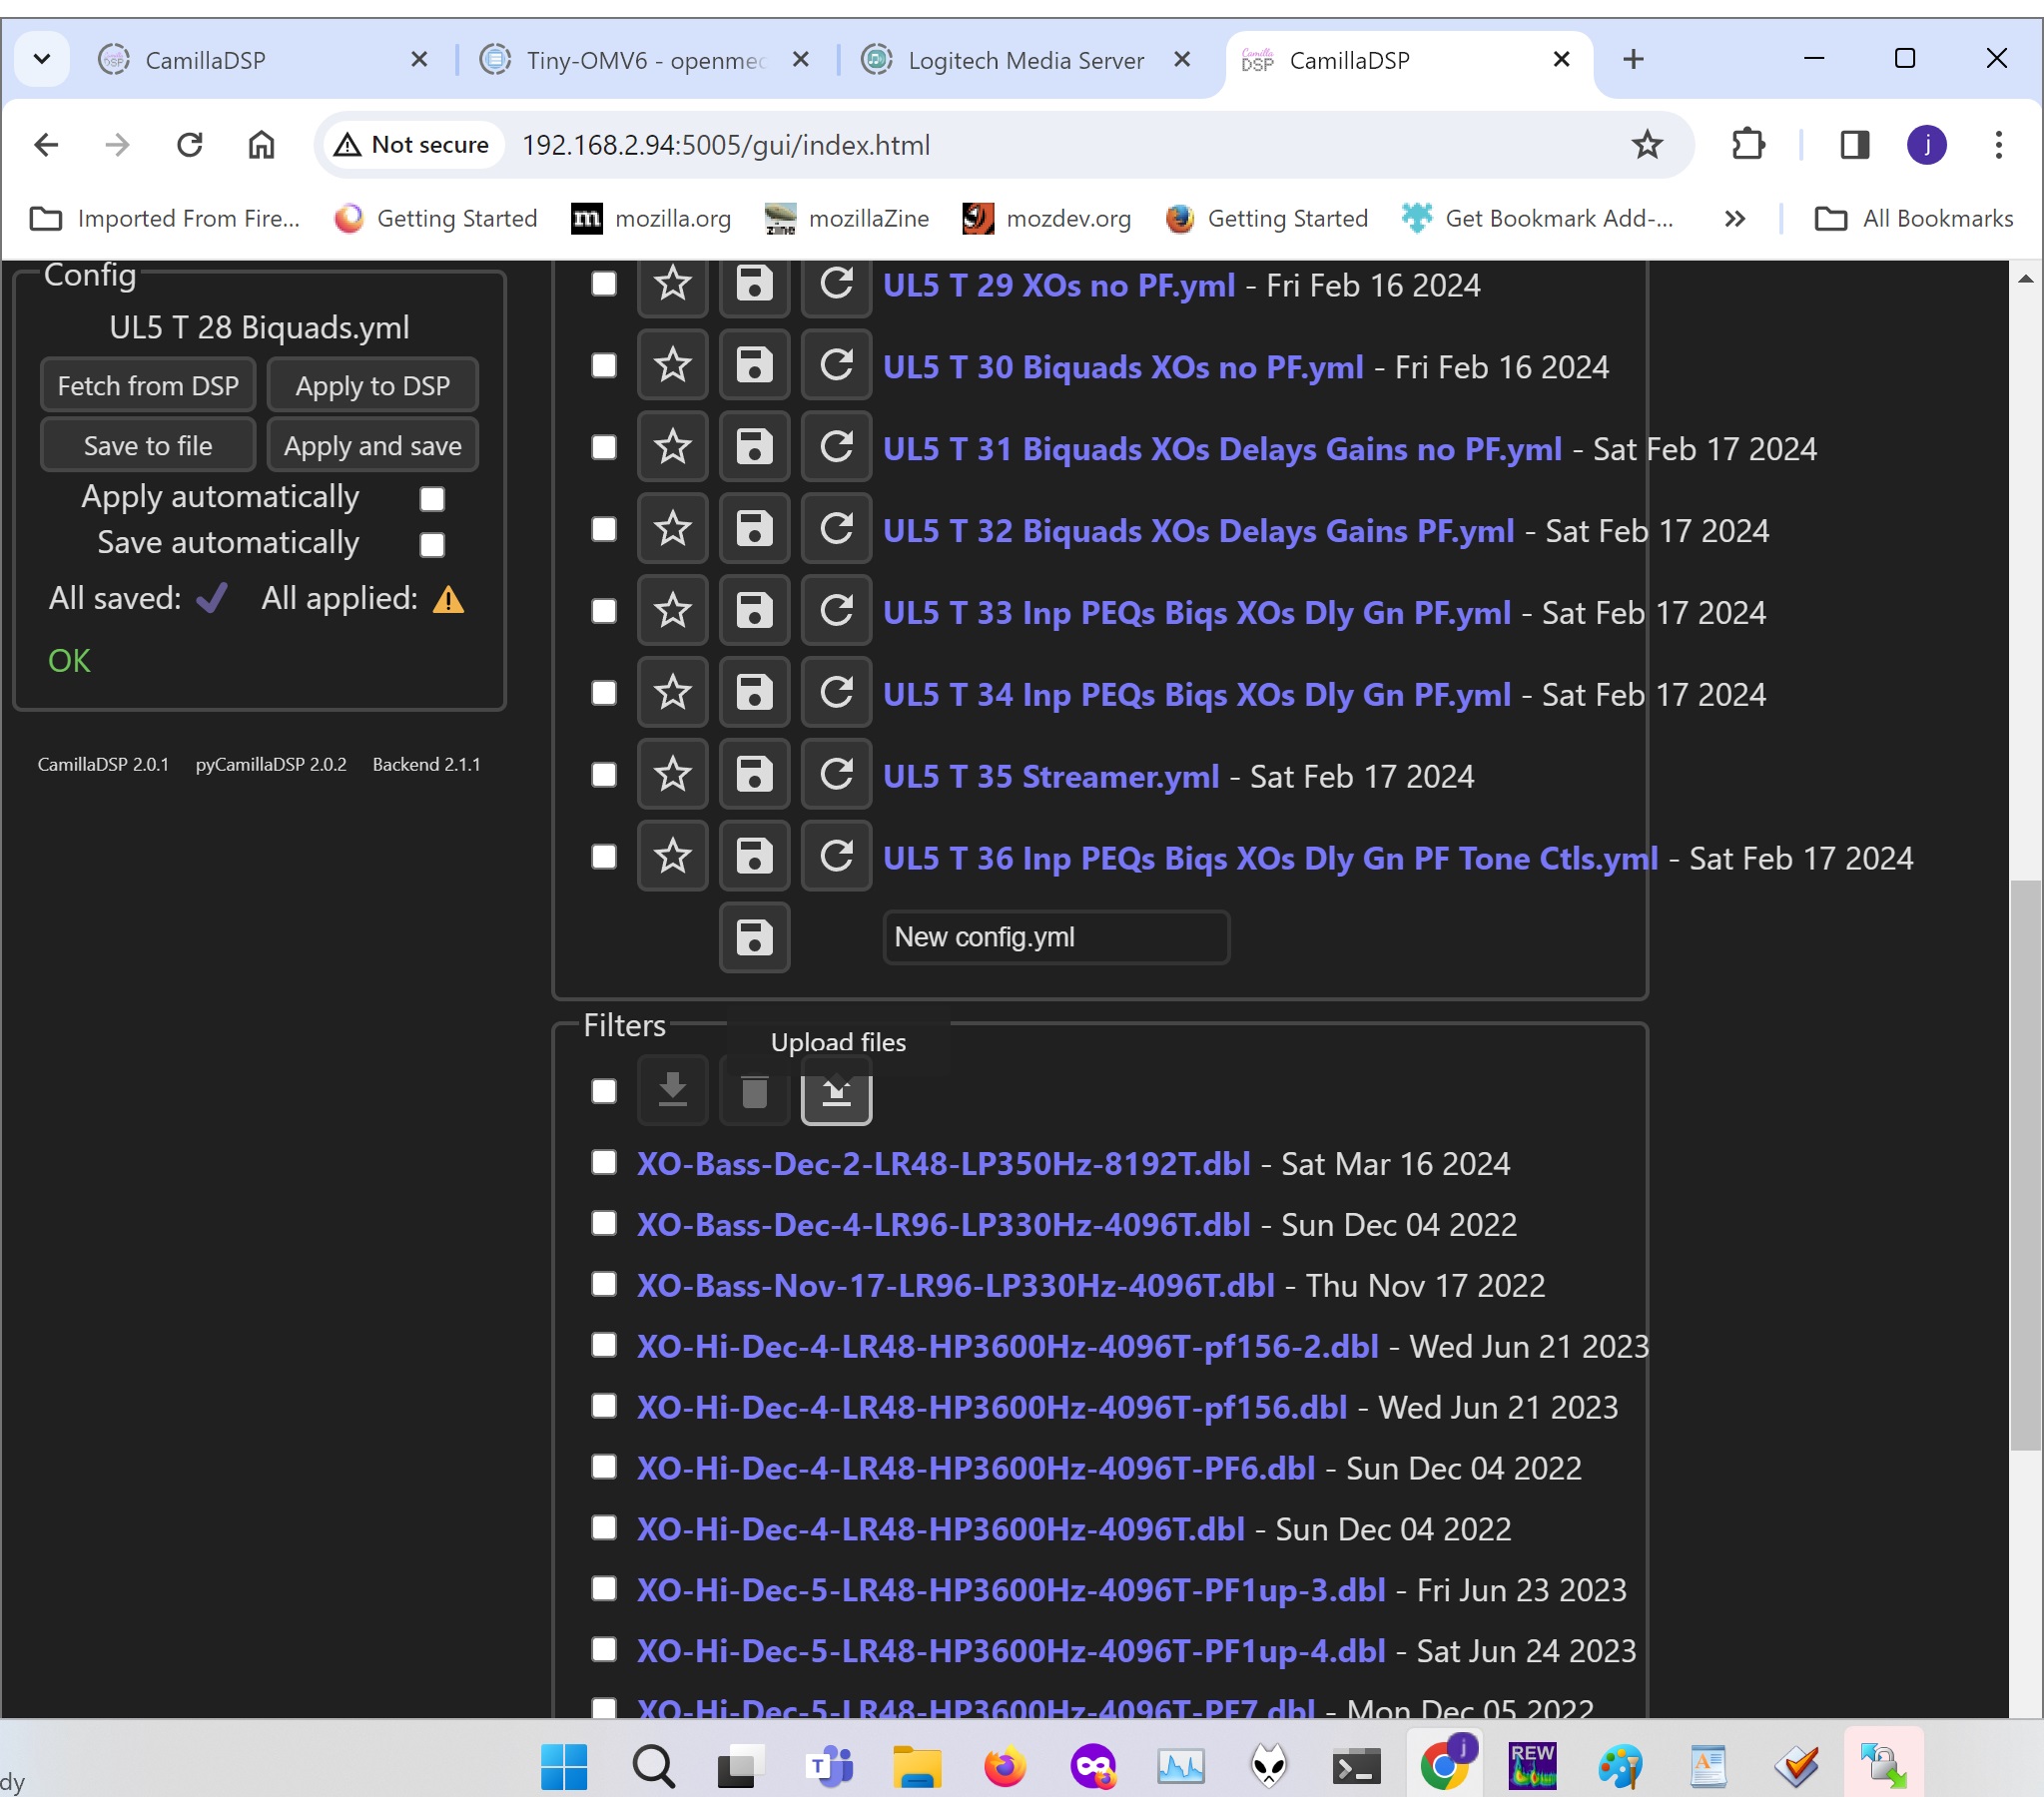 CamillaDSP
Tiny-OMV6 - openmed
Logitech Media Server
CamillaDSP
Not secure 192.168.2.94:5005/gui/index.html
j
Imported From Fire...
Getting Started
mozilla.org
mozillaZine
mozdev.org
Getting Started
Get Bookmark Add-...
All Bookmarks
Config
UL5 T 28 Biquads.yml
Fetch from DSP
Apply to DSP
Save to file
Apply and save
Apply automatically
Save automatically
All saved: All applied:
OK
CamillaDSP 2.0.1 pyCamillaDSP 2.0.2 Backend 2.1.1
UL5 T 29 XOs no PF.yml - Fri Feb 16 2024
UL5 T 30 Biquads XOs no PF.yml - Fri Feb 16 2024
UL5 T 31 Biquads XOs Delays Gains no PF.yml - Sat Feb 17 2024
UL5 T 32 Biquads XOs Delays Gains PF.yml - Sat Feb 17 2024
UL5 T 33 Inp PEQs Biqs XOs Dly Gn PF.yml - Sat Feb 17 2024
UL5 T 34 Inp PEQs Biqs XOs Dly Gn PF.yml - Sat Feb 17 2024
UL5 T 35 Streamer.yml - Sat Feb 17 2024
UL5 T 36 Inp PEQs Biqs XOs Dly Gn PF Tone Ctls.yml - Sat Feb 17 2024
New config.yml
Filters
Upload files
XO-Bass-Dec-2-LR48-LP350Hz-8192T.dbl - Sat Mar 16 2024
XO-Bass-Dec-4-LR96-LP330Hz-4096T.dbl - Sun Dec 04 2022
XO-Bass-Nov-17-LR96-LP330Hz-4096T.dbl - Thu Nov 17 2022
XO-Hi-Dec-4-LR48-HP3600Hz-4096T-pf156-2.dbl - Wed Jun 21 2023
XO-Hi-Dec-4-LR48-HP3600Hz-4096T-pf156.dbl - Wed Jun 21 2023
XO-Hi-Dec-4-LR48-HP3600Hz-4096T-PF6.dbl - Sun Dec 04 2022
XO-Hi-Dec-4-LR48-HP3600Hz-4096T.dbl - Sun Dec 04 2022
XO-Hi-Dec-5-LR48-HP3600Hz-4096T-PF1up-3.dbl - Fri Jun 23 2023
XO-Hi-Dec-5-LR48-HP3600Hz-4096T-PF1up-4.dbl - Sat Jun 24 2023
XO-Hi-Dec-5-LR48-HP3600Hz-4096T-PF7.dbl - Mon Dec 05 2022
dy
T
j
REW